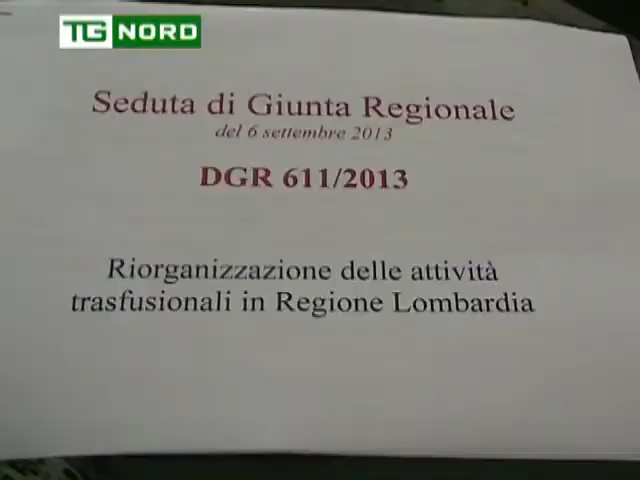 TG NORD
Seduta di Giunta Regionale
del 6 settembre 2013
DGR 611/2013
Riorganizzazione delle attività
trasfusionali in Regione Lombardia